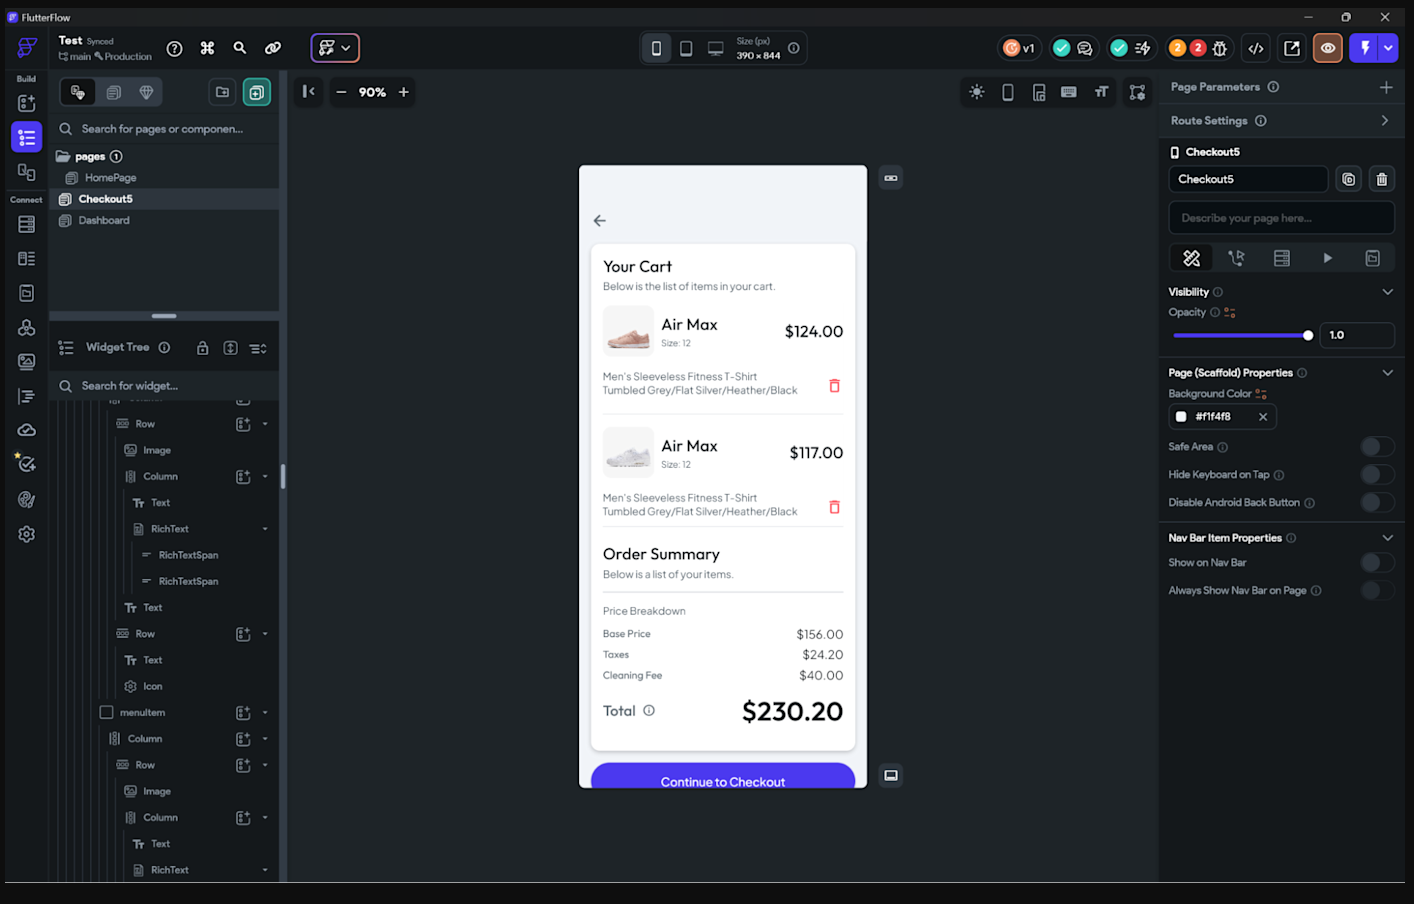 FlutterFlow
Test Synced
main Production
Size (px)
390 × 844
v1
2
2
Build
90%
Page Parameters
Search for pages or componen...
Route Settings
pages 1
HomePage
Checkout5
Dashboard
Connect
Checkout5
Checkout5
Describe your page here...
Your Cart
Below is the list of items in your cart.
Air Max
Size: 12
$124.00
Men's Sleeveless Fitness T-Shirt
Tumbled Grey/Flat Silver/Heather/Black
Air Max
Size: 12
$117.00
Men's Sleeveless Fitness T-Shirt
Tumbled Grey/Flat Silver/Heather/Black
Order Summary
Below is a list of your items.
Price Breakdown
Base Price $156.00
Taxes $24.20
Cleaning Fee $40.00
Total $230.20
Continue to Checkout
Visibility
Opacity
1.0
Page (Scaffold) Properties
Background Color
#f1f4f8
Safe Area
Hide Keyboard on Tap
Disable Android Back Button
Nav Bar Item Properties
Show on Nav Bar
Always Show Nav Bar on Page
Widget Tree
Search for widget...
Row
Image
Column
Text
RichText
RichTextSpan
RichTextSpan
Text
Row
Text
Icon
menuItem
Column
Row
Image
Column
Text
RichText